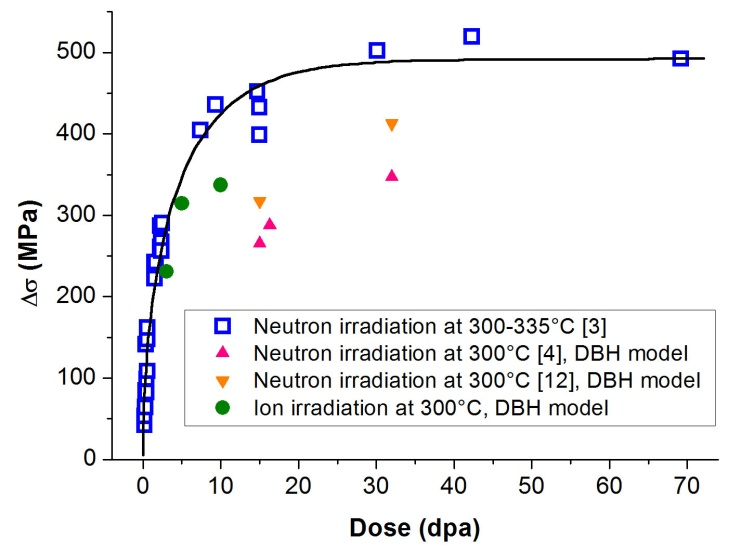 500
400
300
200
100
0
Δσ (MPa)
Neutron irradiation at 300-335°C [3]
Neutron irradiation at 300°C [4], DBH model
Neutron irradiation at 300°C [12], DBH model
Ion irradiation at 300°C, DBH model
0 10 20 30 40 50 60 70
Dose (dpa)